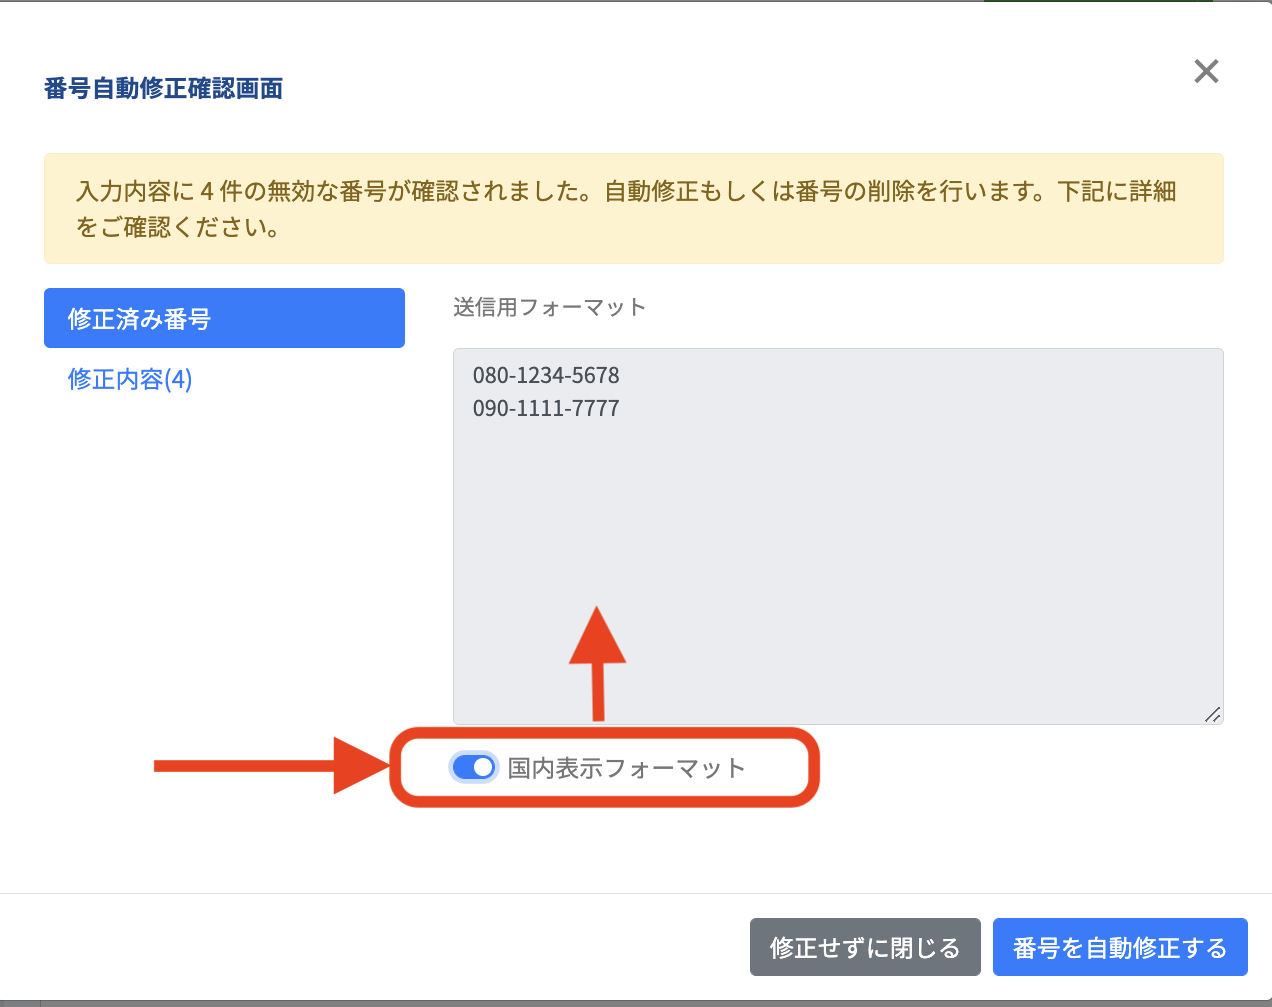 番号自動修正確認画面
入力内容に 4 件の無効な番号が確認されました。自動修正もしくは番号の削除を行います。下記に詳細
をご確認ください。
修正済み番号
修正内容(4)
送信用フォーマット
080-1234-5678
090-1111-7777
国内表示フォーマット
修正せずに閉じる
番号を自動修正する